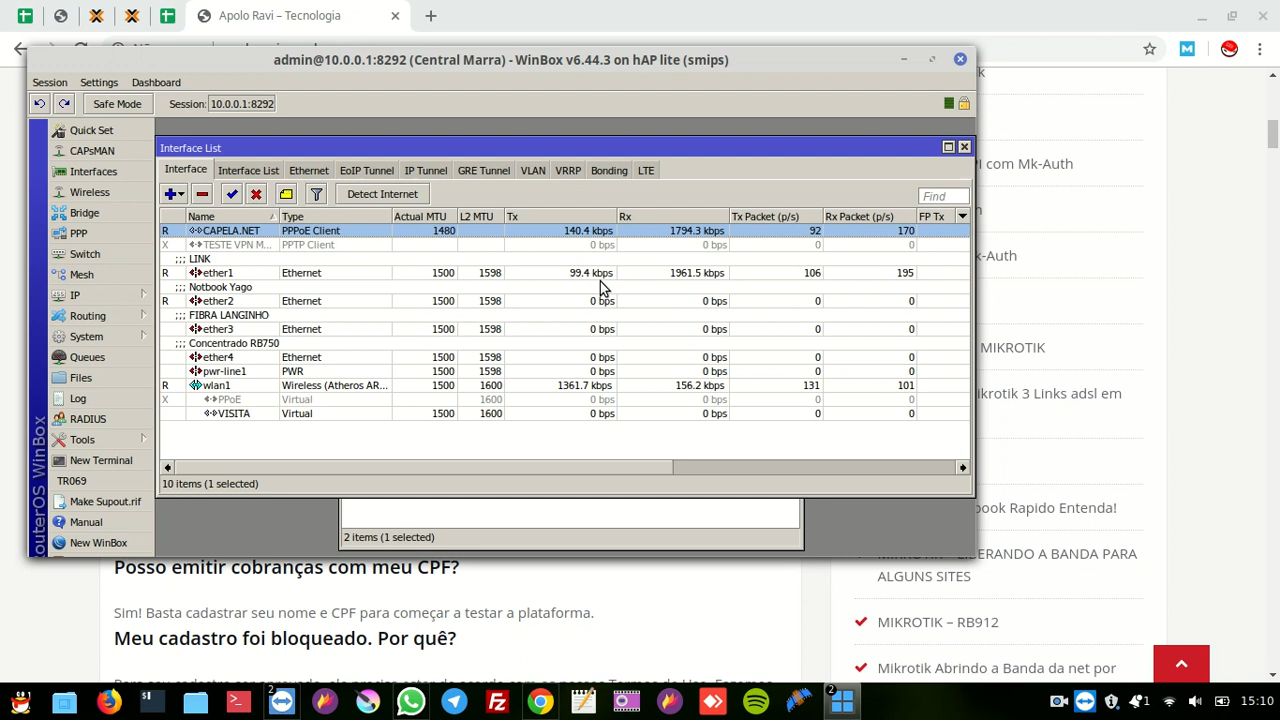 Apolo Ravi – Tecnologia
admin@10.0.0.1:8292 (Central Marra) - WinBox v6.44.3 on hAP lite (smips)
Session Settings Dashboard
Safe Mode Session: 10.0.0.1:8292
Quick Set
CAPsMAN
Interfaces
Wireless
Bridge
PPP
Switch
Mesh
IP
Routing
System
Queues
Files
Log
RADIUS
Tools
New Terminal
TR069
Make Supout.rif
Manual
New WinBox
RouterOS WinBox
Interface List
Interface Interface List Ethernet EoIP Tunnel IP Tunnel GRE Tunnel VLAN VRRP Bonding LTE
Detect Internet Find
Name Type Actual MTU L2 MTU Tx Rx Tx Packet (p/s) Rx Packet (p/s) FP Tx
R CAPELA.NET PPPoE Client 1480 140.4 kbps 1794.3 kbps 92 170
X TESTE VPN M... PPTP Client 0 bps 0 bps 0 0
;;; LINK
R ether1 Ethernet 1500 1598 99.4 kbps 1961.5 kbps 106 195
;;; Notbook Yago
R ether2 Ethernet 1500 1598 0 bps 0 bps 0 0
;;; FIBRA LANGINHO
ether3 Ethernet 1500 1598 0 bps 0 bps 0 0
;;; Concentrado RB750
ether4 Ethernet 1500 1598 0 bps 0 bps 0 0
pwr-line1 PWR 1500 1598 0 bps 0 bps 0 0
R wlan1 Wireless (Atheros AR... 1500 1600 1361.7 kbps 156.2 kbps 131 101
X PPoE Virtual 1600 0 bps 0 bps 0 0
VISITA Virtual 1500 1600 0 bps 0 bps 0 0
10 items (1 selected)
2 items (1 selected)
Posso emitir cobranças com meu CPF?
Sim! Basta cadastrar seu nome e CPF para começar a testar a plataforma.
Meu cadastro foi bloqueado. Por quê?
PI com Mk-Auth
k-Auth
MIKROTIK
Mikrotik 3 Links adsl em
book Rapido Entenda!
MIKROTIK – LIBERANDO A BANDA PARA
ALGUNS SITES
MIKROTIK – RB912
Mikrotik Abrindo a Banda da net por
2 2 1 15:10